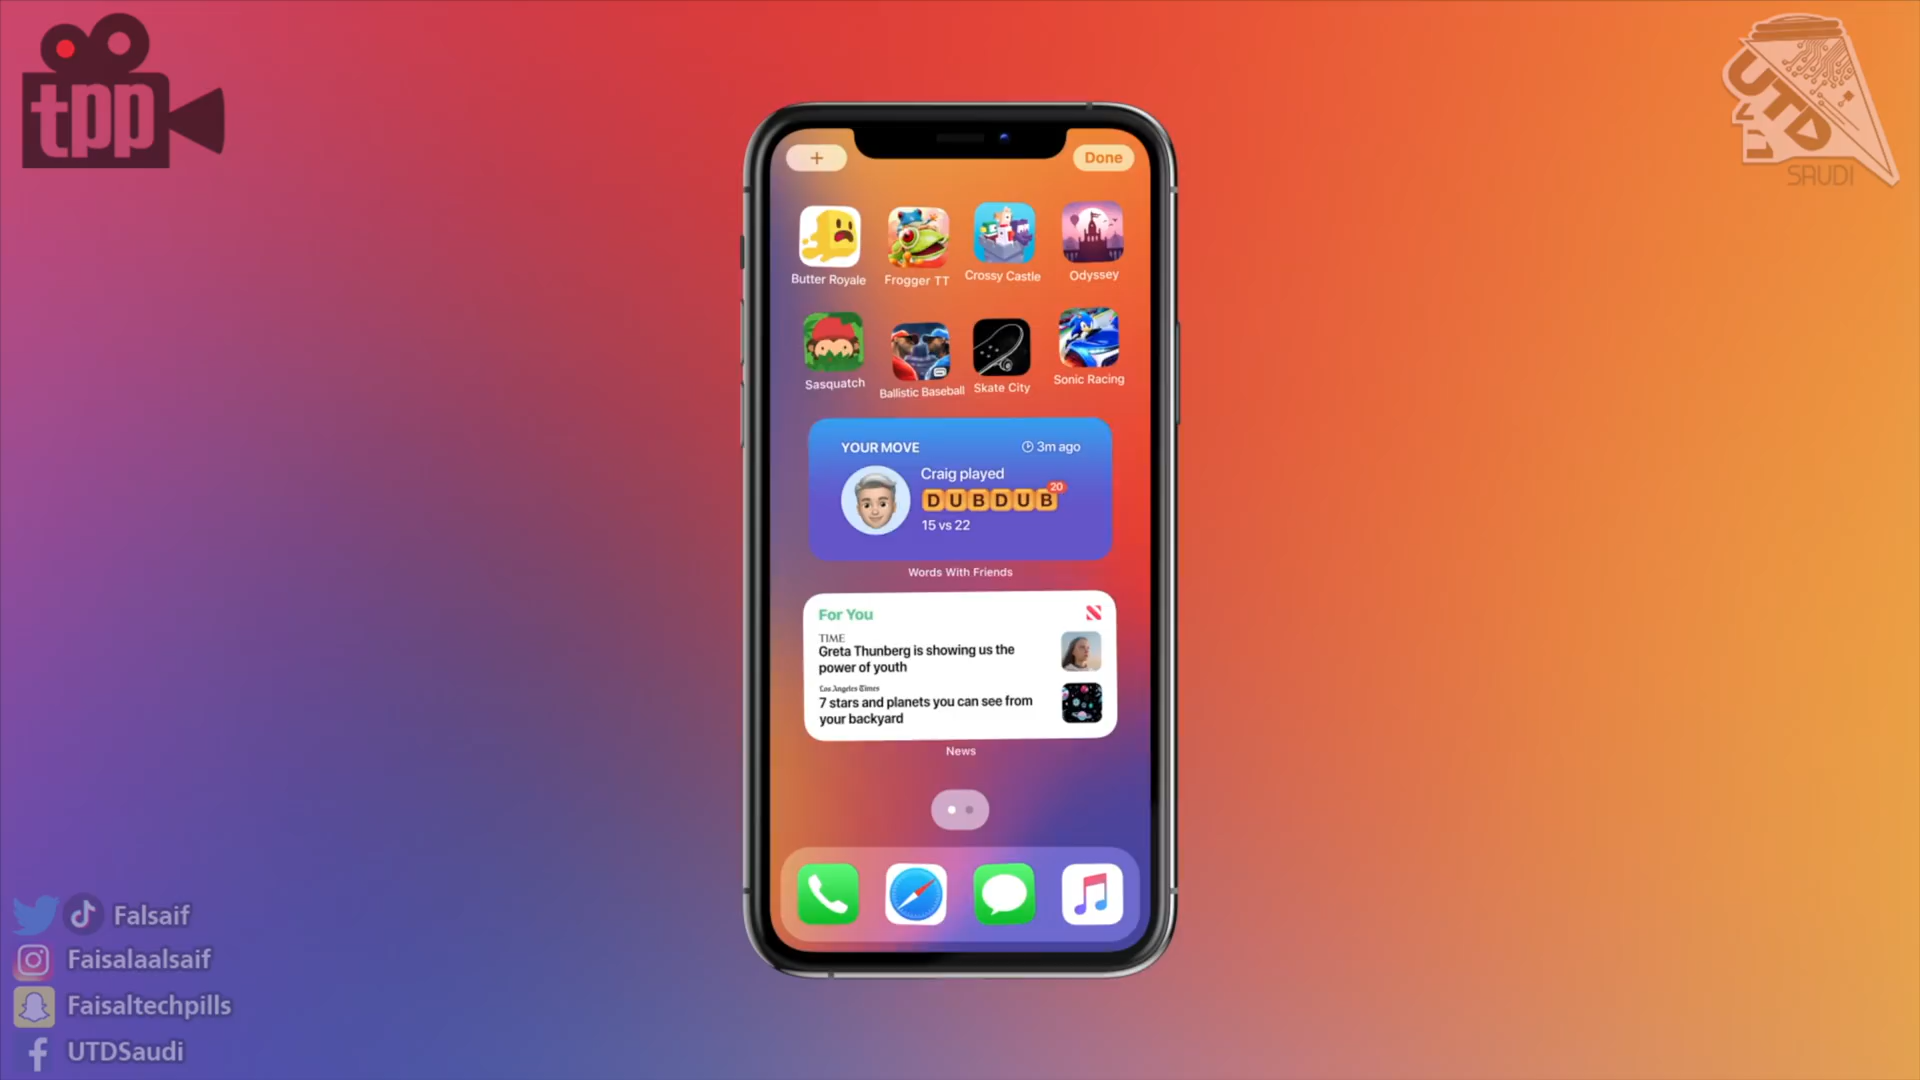 tpp
UTD
SAUDI
+
Done
Butter Royale
Frogger TT
Crossy Castle
Odyssey
Sasquatch
Ballistic Baseball
Skate City
Sonic Racing
YOUR MOVE
3m ago
Craig played
DUBDUB
20
15 vs 22
Words With Friends
For You
TIME
Greta Thunberg is showing us the
power of youth
Los Angeles Times
7 stars and planets you can see from
your backyard
News
Falsaif
Faisalaalsaif
Faisaltechpills
UTDSaudi